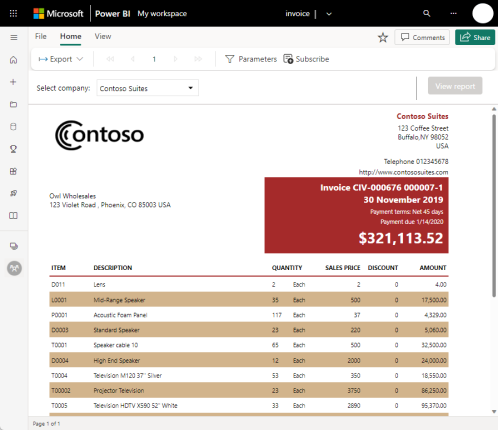 Microsoft Power BI My workspace invoice
File Home View Comments Share
Export 1 Parameters Subscribe
Select company: Contoso Suites View report
Contoso
Contoso Suites
123 Coffee Street
Buffalo,NY 98052
USA
Telephone 012345678
http://www.contososuites.com
Invoice CIV-000676 000007-1
30 November 2019
Payment terms: Net 45 days
Payment due 1/14/2020
$321,113.52
Owl Wholesales
123 Violet Road , Phoenix, CO 85003 USA
ITEM DESCRIPTION QUANTITY SALES PRICE DISCOUNT AMOUNT
D011 Lens 2 Each 2 0 4.00
L0001 Mid-Range Speaker 35 Each 500 0 17,500.00
P0001 Acoustic Foam Panel 117 Each 37 0 4,329.00
D0003 Standard Speaker 23 Each 220 0 5,060.00
T0001 Speaker cable 10 65 Each 500 0 32,500.00
D0004 High End Speaker 12 Each 2000 0 24,000.00
T0004 Television M120 37'' Silver 53 Each 350 0 18,550.00
T00002 Projector Television 23 Each 3750 0 86,250.00
T0005 Television HDTV X590 52'' White 33 Each 2890 0 95,370.00
Page 1 of 1